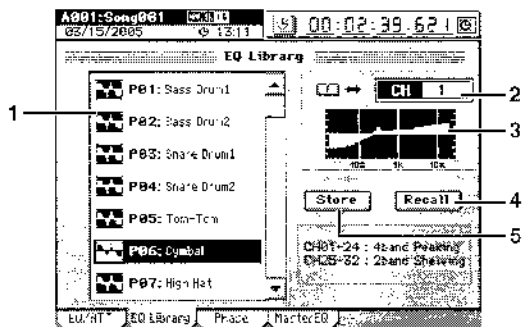 A001:Song001
03/15/2005 13:11
00:02:39.621
EQ Library
P01: Bass Drum1
P02: Bass Drum2
P03: Snare Drum1
P04: Snare Drum2
P05: Tom-Tom
P06: Cymbal
P07: High Hat
CH 1
100 1k 10k
Store Recall
CH01-24 : 4band Peaking
CH25-32 : 2band Shelving
EQ/ATT EQ Library Phase MasterEQ
1
2
3
4
5